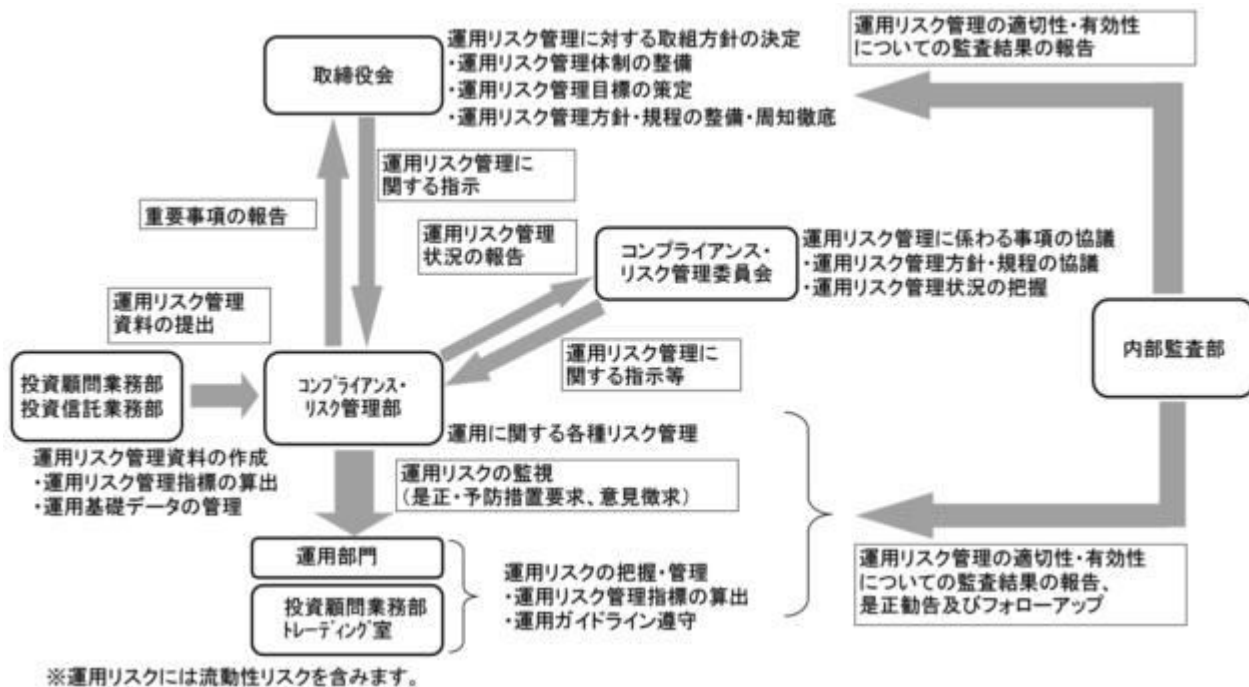 取締役会
運用リスク管理に対する取組方針の決定
・運用リスク管理体制の整備
・運用リスク管理目標の策定
・運用リスク管理方針・規程の整備・周知徹底
運用リスク管理の適切性・有効性
についての監査結果の報告
運用リスク管理に
関する指示
重要事項の報告
運用リスク管理
状況の報告
コンプライアンス・
リスク管理委員会
運用リスク管理に係わる事項の協議
・運用リスク管理方針・規程の協議
・運用リスク管理状況の把握
運用リスク管理
資料の提出
内部監査部
投資顧問業務部
投資信託業務部
コンプライアンス・
リスク管理部
運用リスク管理に
関する指示等
運用に関する各種リスク管理
運用リスク管理資料の作成
・運用リスク管理指標の算出
・運用基礎データの管理
運用リスクの監視
（是正・予防措置要求、意見徴求）
運用部門
投資顧問業務部
トレーディング室
運用リスクの把握・管理
・運用リスク管理指標の算出
・運用ガイドライン遵守
運用リスク管理の適切性・有効性
についての監査結果の報告、
是正勧告及びフォローアップ
※運用リスクには流動性リスクを含みます。